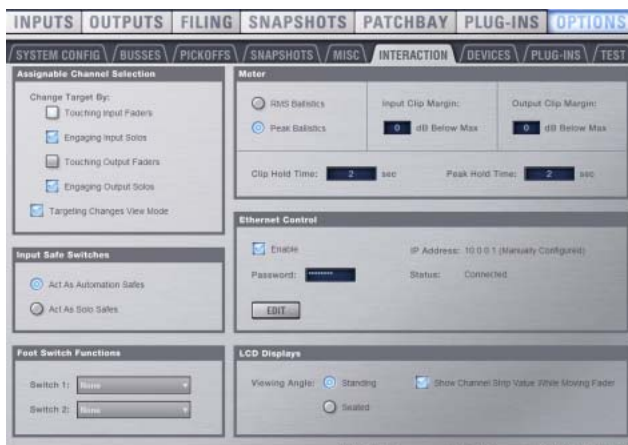 INPUTS OUTPUTS FILING SNAPSHOTS PATCHBAY PLUG-INS OPTIONS
SYSTEM CONFIG BUSSES PICKOFFS SNAPSHOTS MISC INTERACTION DEVICES PLUG-INS TEST
Assignable Channel Selection
Change Target By:
Touching Input Faders
Engaging Input Solos
Touching Output Faders
Engaging Output Solos
Targeting Changes View Mode
Input Safe Switches
Act As Automation Safes
Act As Solo Safes
Foot Switch Functions
Switch 1: None
Switch 2: None
Meter
RMS Ballistics
Peak Ballistics
Input Clip Margin:
0 dB Below Max
Output Clip Margin:
0 dB Below Max
Clip Hold Time: 2 sec
Peak Hold Time: 2 sec
Ethernet Control
Enable
IP Address: 10.0.0.1 (Manually Configured)
Password: ********
Status: Connected
EDIT
LCD Displays
Viewing Angle: Standing
Seated
Show Channel Strip Value While Moving Fader